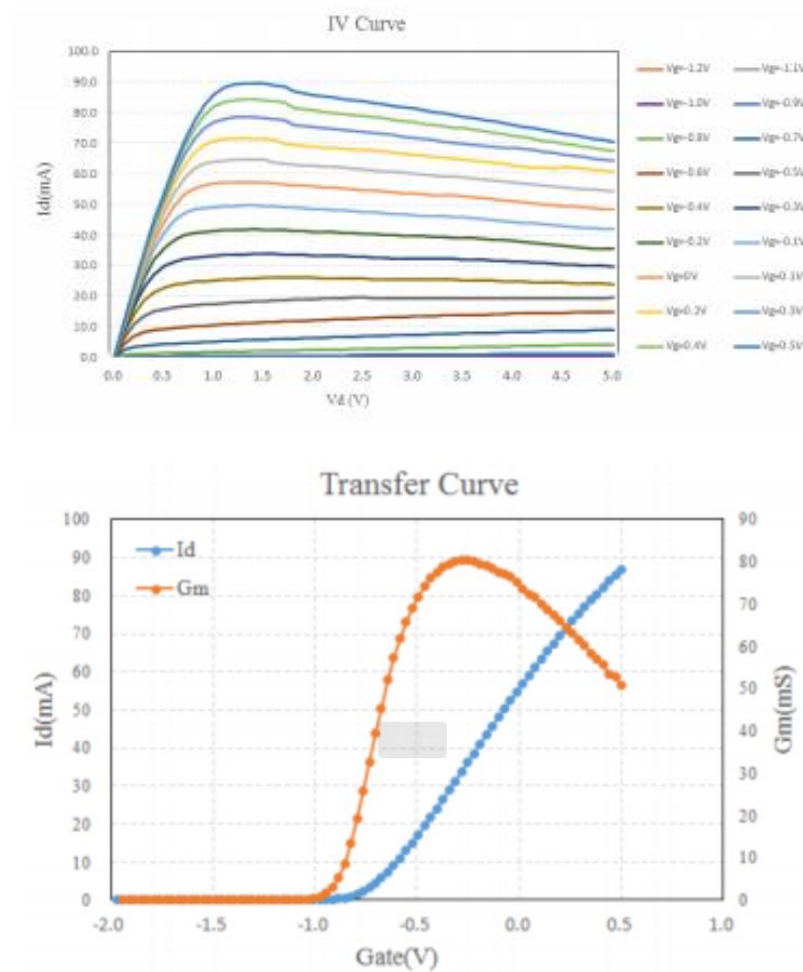 IV Curve
100.0
90.0
80.0
70.0
60.0
50.0
40.0
30.0
20.0
10.0
0.0
Id(mA)
0.0 0.5 1.0 1.5 2.0 2.5 3.0 3.5 4.0 4.5 5.0
Vd (V)
Vg=-1.2V Vg=-1.1V
Vg=-1.0V Vg=-0.9V
Vg=-0.8V Vg=-0.7V
Vg=-0.6V Vg=-0.5V
Vg=-0.4V Vg=-0.3V
Vg=-0.2V Vg=-0.1V
Vg=0V Vg=0.1V
Vg=0.2V Vg=0.3V
Vg=0.4V Vg=0.5V
Transfer Curve
100
90
80
70
60
50
40
30
20
10
0
Id(mA)
Id
Gm
90
80
70
60
50
40
30
20
10
0
Gm(mS)
-2.0 -1.5 -1.0 -0.5 0.0 0.5 1.0
Gate(V)